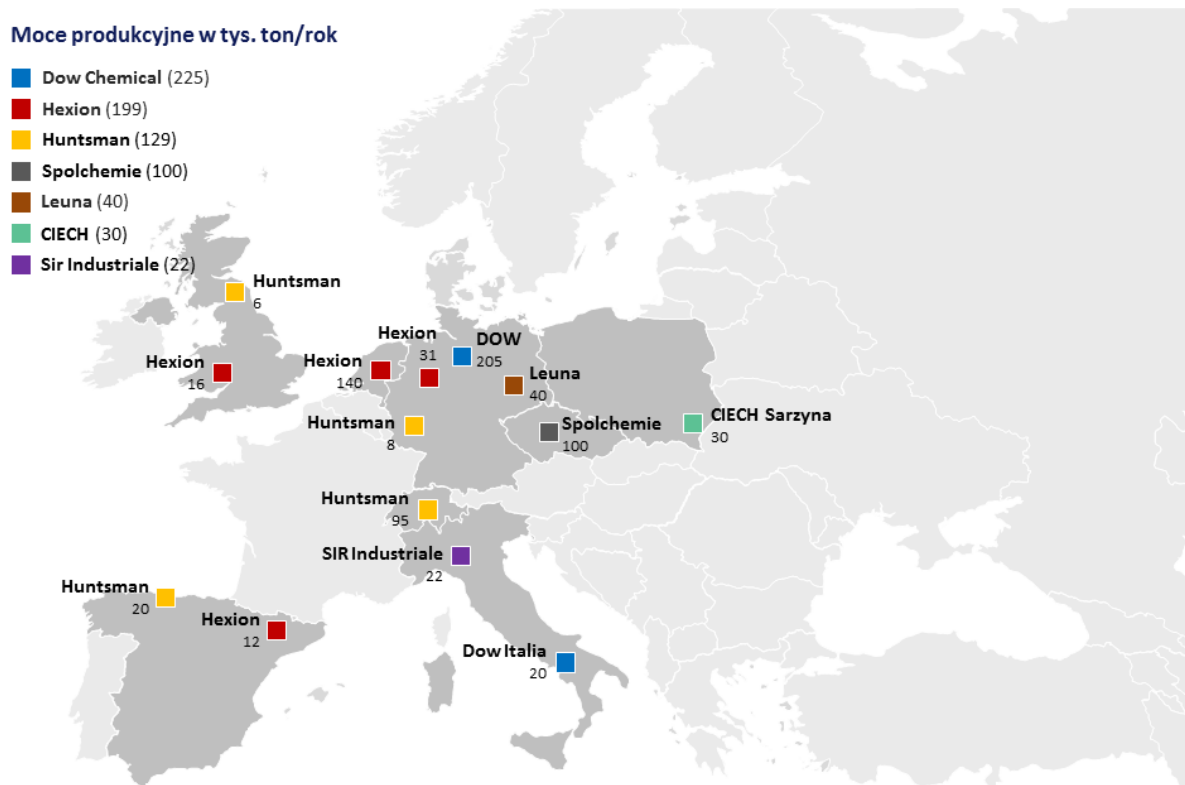 Moce produkcyjne w tys. ton/rok
Dow Chemical (225)
Hexion (199)
Huntsman (129)
Spolchemie (100)
Leuna (40)
CIECH (30)
Sir Industriale (22)
Huntsman
6
Hexion
16
Hexion
140
Hexion
31
DOW
205
Leuna
40
Huntsman
8
Spolchemie
100
CIECH Sarzyna
30
Huntsman
95
SIR Industriale
22
Huntsman
20
Hexion
12
Dow Italia
20